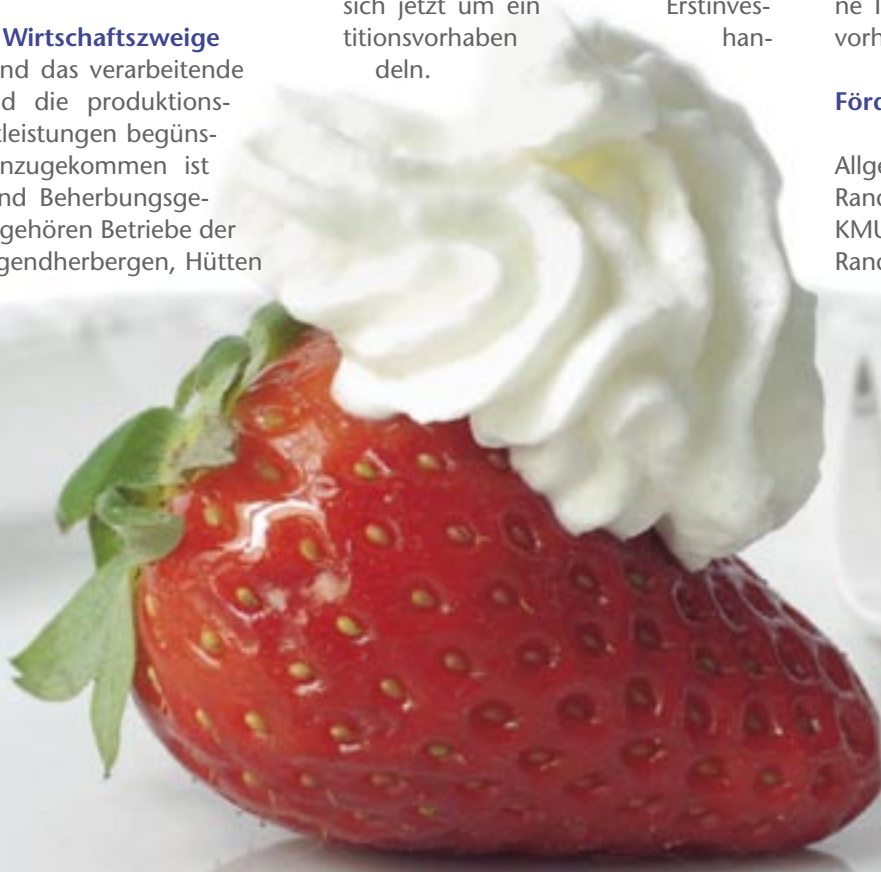 Wirtschaftszweige
nd das verarbeitende
d die produktions-
tleistungen begüns-
nzugekommen ist
nd Beherbungsge-
gehören Betriebe der
gendherbergen, Hütten
sich jetzt um ein Erstinves-
titionsvorhaben han-
deln.
vorh
Förd
Allge
Rand
KMU
Rand